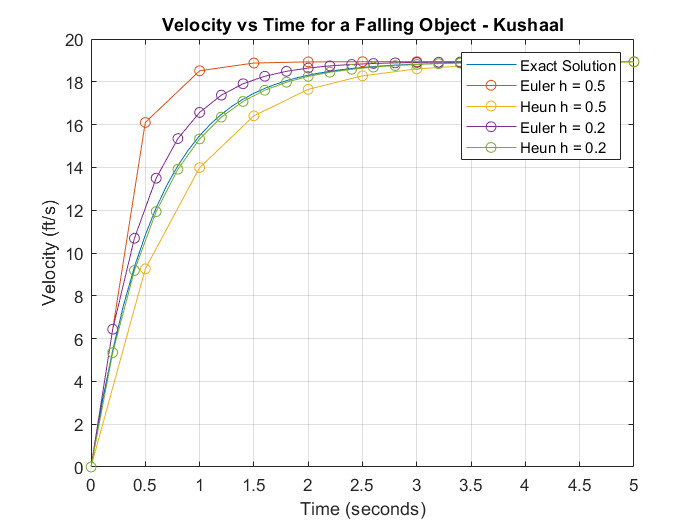 Velocity vs Time for a Falling Object - Kushaal
20
18
16
14
12
10
8
6
4
2
0
Velocity (ft/s)
Exact Solution
Euler h = 0.5
Heun h = 0.5
Euler h = 0.2
Heun h = 0.2
0 0.5 1 1.5 2 2.5 3 3.5 4 4.5 5
Time (seconds)